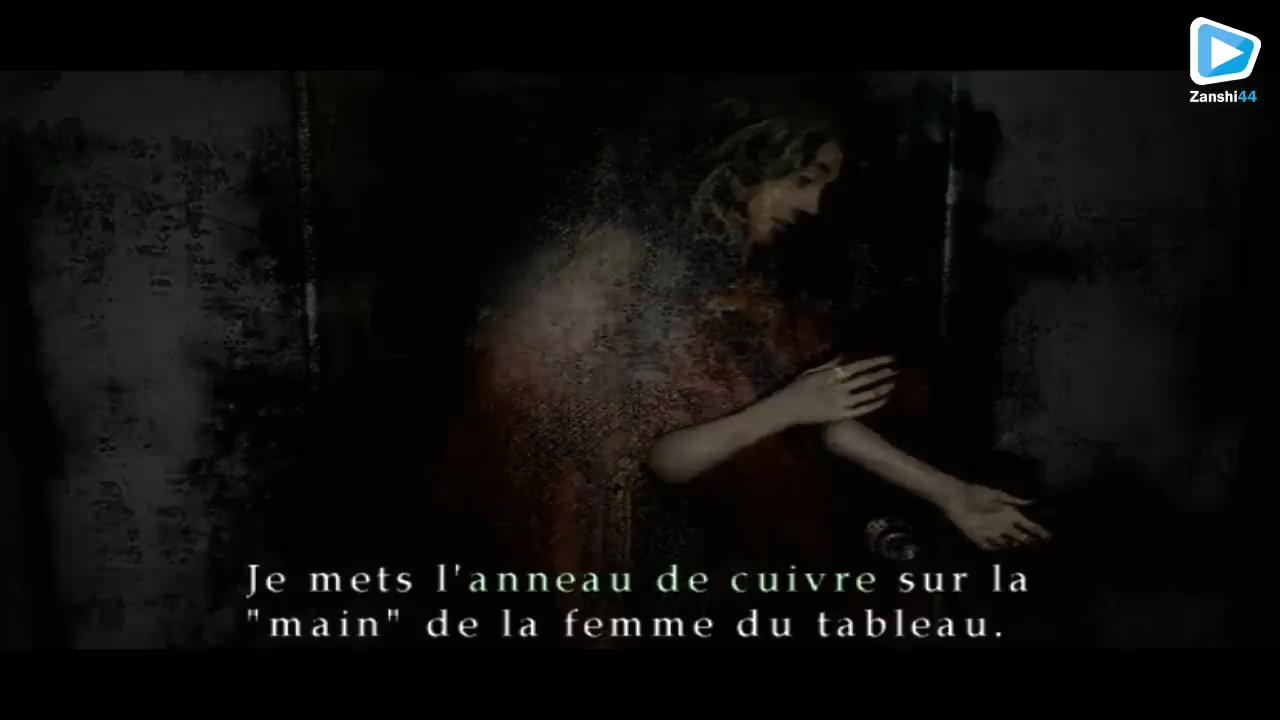 Zanshi44
Je mets l'anneau de cuivre sur la
"main" de la femme du tableau.